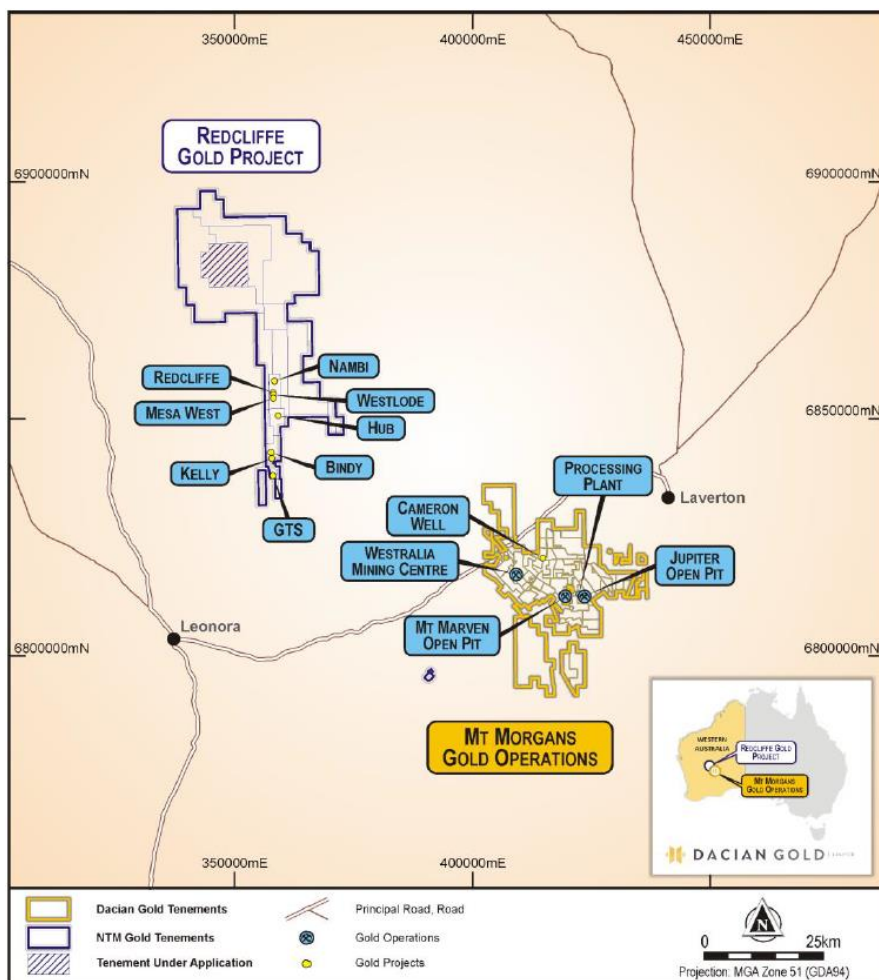 350000mE
400000mE
450000mE
REDCLIFFE
GOLD PROJECT
6900000mN
6900000mN
NAMBI
REDCLIFFE
WESTLODE
MESA WEST
HUB
6850000mN
KELLY
BINDY
PROCESSING
PLANT
GTS
CAMERON
WELL
Laverton
WESTRALIA
MINING CENTRE
JUPITER
OPEN PIT
Leonora
MT MARVEN
OPEN PIT
6800000mN
6800000mN
MT MORGANS
GOLD OPERATIONS
WESTERN
AUSTRALIA
REDCLIFFE GOLD
PROJECT
MT MORGANS
GOLD OPERATIONS
DACIAN GOLD LIMITED
350000mE
400000mE
Dacian Gold Tenements
Principal Road, Road
NTM Gold Tenements
Gold Operations
Tenement Under Application
Gold Projects
N
0
25km
Projection: MGA Zone 51 (GDA94)